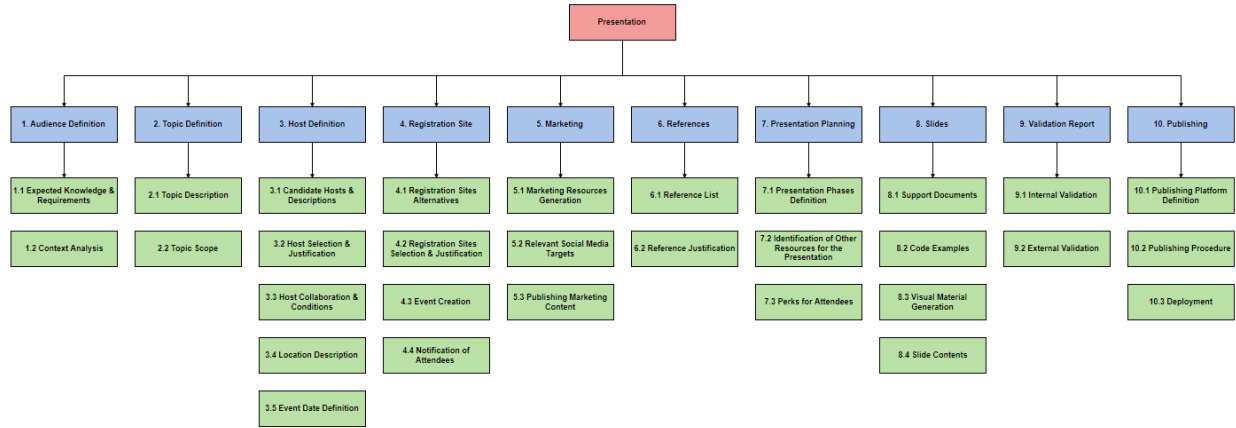 Presentation
1. Audience Definition
2. Topic Definition
3. Host Definition
4. Registration Site
5. Marketing
6. References
7. Presentation Planning
8. Slides
9. Validation Report
10. Publishing
1.1 Expected Knowledge &
Requirements
1.2 Context Analysis
2.1 Topic Description
2.2 Topic Scope
3.1 Candidate Hosts &
Descriptions
3.2 Host Selection &
Justification
3.3 Host Collaboration &
Conditions
3.4 Location Description
3.5 Event Date Definition
4.1 Registration Sites
Alternatives
4.2 Registration Sites
Selection & Justification
4.3 Event Creation
4.4 Notification of
Attendees
5.1 Marketing Resources
Generation
5.2 Relevant Social Media
Targets
5.3 Publishing Marketing
Content
6.1 Reference List
6.2 Reference Justification
7.1 Presentation Phases
Definition
7.2 Identification of Other
Resources for the
Presentation
7.3 Perks for Attendees
8.1 Support Documents
8.2 Code Examples
8.3 Visual Material
Generation
8.4 Slide Contents
9.1 Internal Validation
9.2 External Validation
10.1 Publishing Platform
Definition
10.2 Publishing Procedure
10.3 Deployment